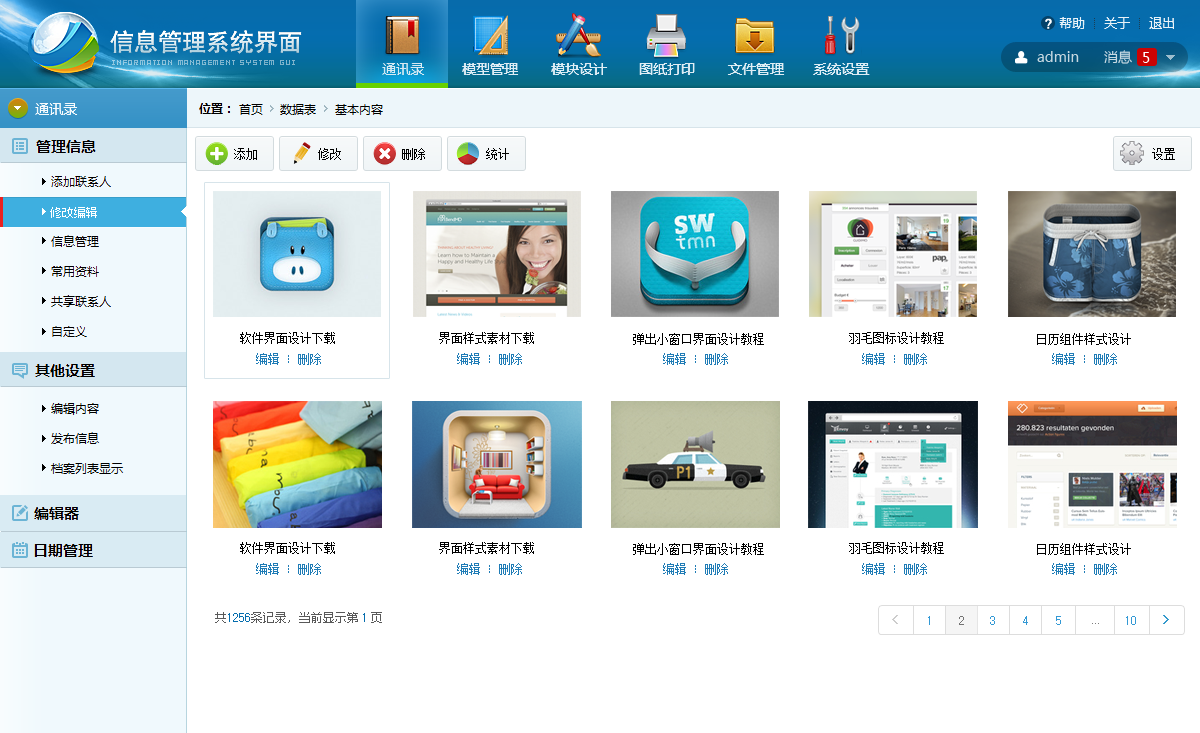 信息管理系统界面
INFORMATION MANAGEMENT SYSTEM GUI
通讯录 模型管理 模块设计 图纸打印 文件管理 系统设置
帮助 关于 退出
admin 消息 5
通讯录
位置： 首页 > 数据表 > 基本内容
管理信息
添加联系人
修改编辑
信息管理
常用资料
共享联系人
自定义
其他设置
编辑内容
发布信息
档案列表显示
编辑器
日期管理
添加 修改 删除 统计 设置
Learn how to Maintain a
Happy and Healthy Life Style
SW
tmn
软件界面设计下载 界面样式素材下载 弹出小窗口界面设计教程 羽毛图标设计教程 日历组件样式设计
编辑 ： 删除 编辑 ： 删除 编辑 ： 删除 编辑 ： 删除 编辑 ： 删除
P1
280.823 resultaten gevonden
软件界面设计下载 界面样式素材下载 弹出小窗口界面设计教程 羽毛图标设计教程 日历组件样式设计
编辑 ： 删除 编辑 ： 删除 编辑 ： 删除 编辑 ： 删除 编辑 ： 删除
共1256条记录，当前显示第 1 页
< 1 2 3 4 5 ... 10 >